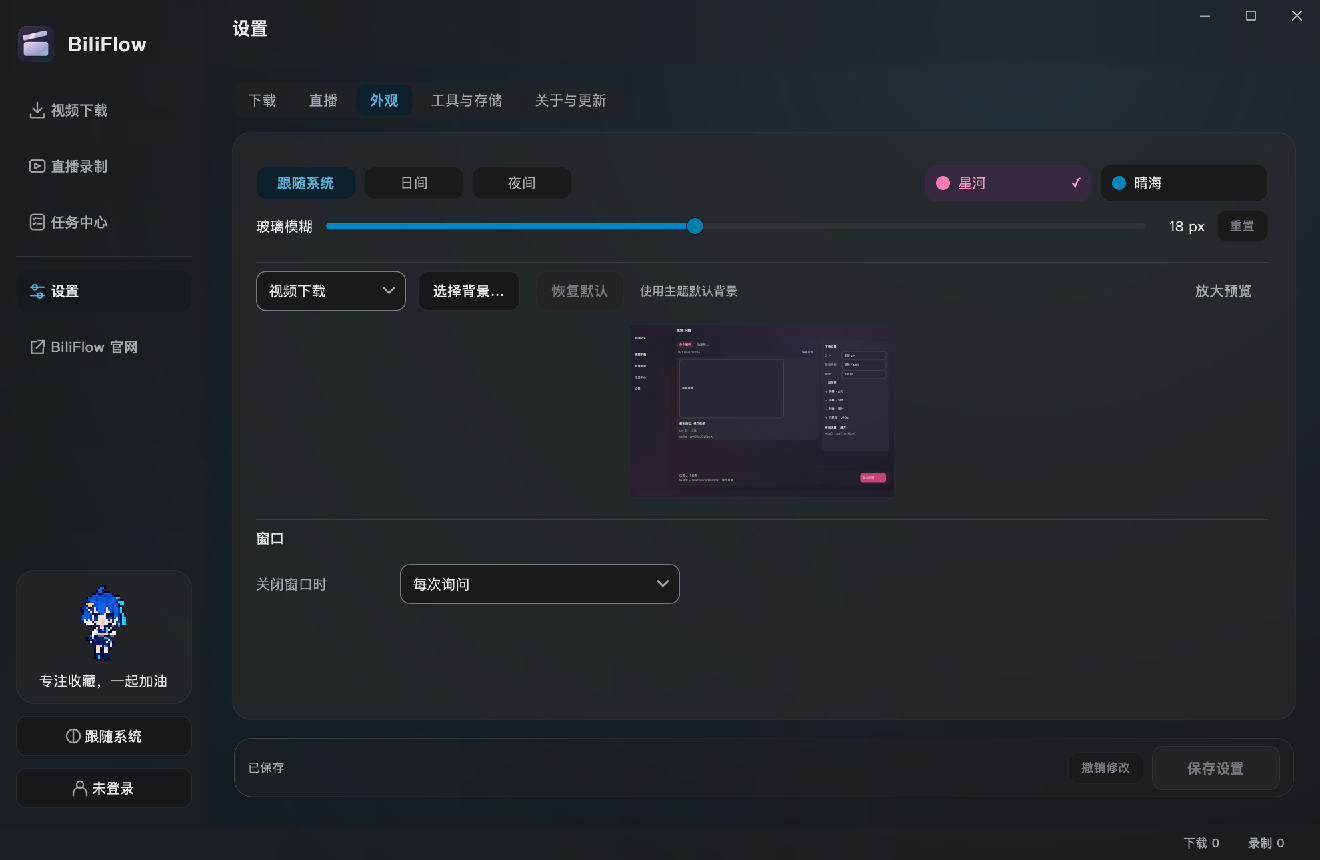 BiliFlow
视频下载
直播录制
任务中心
设置
BiliFlow 官网
专注收藏，一起加油
跟随系统
未登录
设置
下载 直播 外观 工具与存储 关于与更新
跟随系统 日间 夜间 星河 ✓ 晴海
玻璃模糊 18 px 重置
视频下载 选择背景... 恢复默认 使用主题默认背景 放大预览
窗口
关闭窗口时 每次询问
已保存 撤销修改 保存设置
下载 0 录制 0